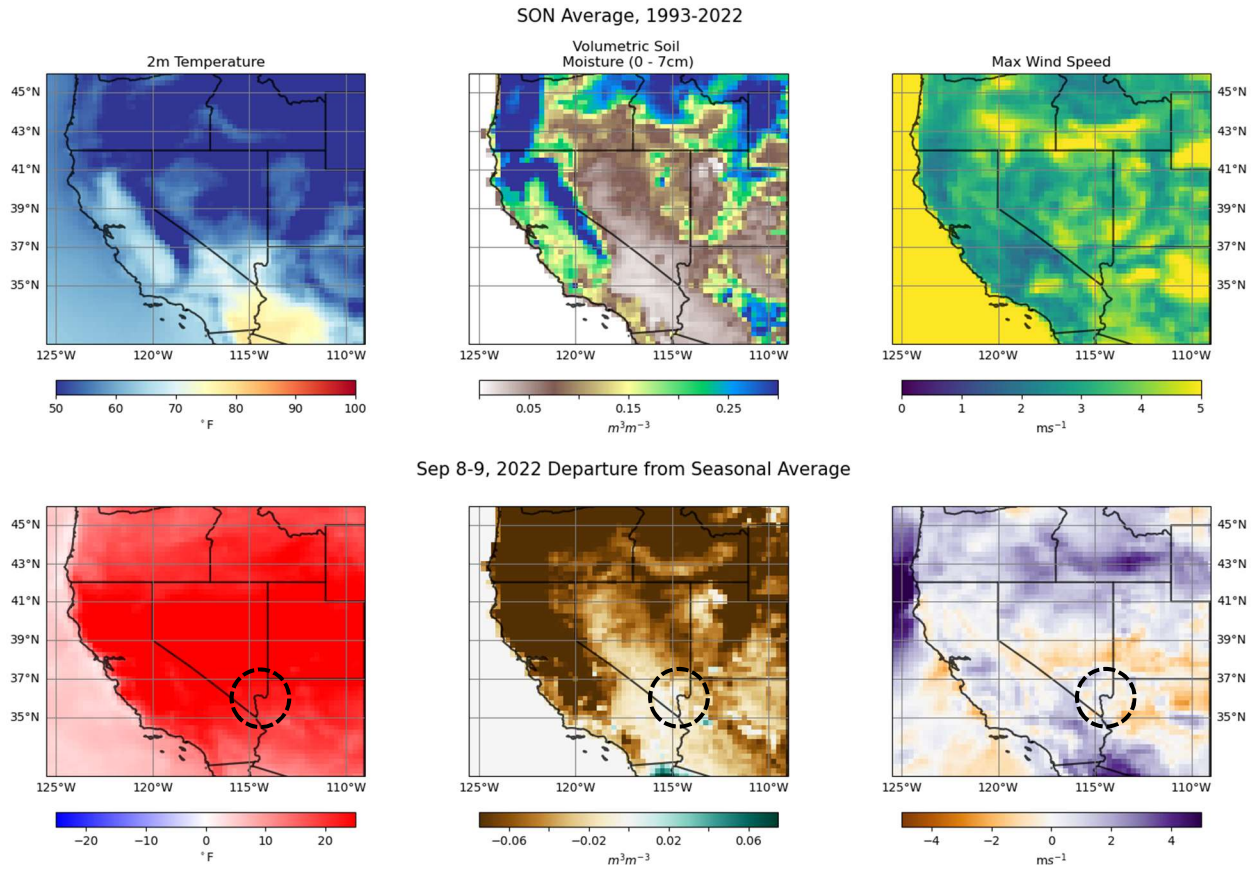 SON Average, 1993-2022
2m Temperature
Volumetric Soil
Moisture (0 - 7cm)
Max Wind Speed
45°N
43°N
41°N
39°N
37°N
35°N
125°W 120°W 115°W 110°W
125°W 120°W 115°W 110°W
125°W 120°W 115°W 110°W
45°N
43°N
41°N
39°N
37°N
35°N
50 60 70 80 90 100
°F
0.05 0.15 0.25
m³m⁻³
0 1 2 3 4 5
ms⁻¹
Sep 8-9, 2022 Departure from Seasonal Average
45°N
43°N
41°N
39°N
37°N
35°N
125°W 120°W 115°W 110°W
125°W 120°W 115°W 110°W
125°W 120°W 115°W 110°W
45°N
43°N
41°N
39°N
37°N
35°N
−20 −10 0 10 20
°F
−0.06 −0.02 0.02 0.06
m³m⁻³
−4 −2 0 2 4
ms⁻¹